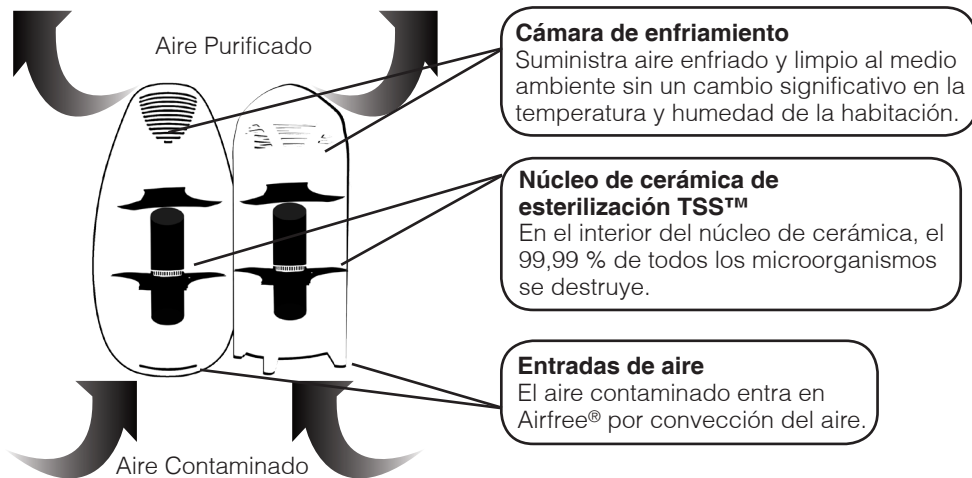 Aire Purificado
Cámara de enfriamiento
Suministra aire enfriado y limpio al medio
ambiente sin un cambio significativo en la
temperatura y humedad de la habitación.
Núcleo de cerámica de
esterilización TSS™
En el interior del núcleo de cerámica, el
99,99 % de todos los microorganismos
se destruye.
Entradas de aire
El aire contaminado entra en
Airfree® por convección del aire.
Aire Contaminado